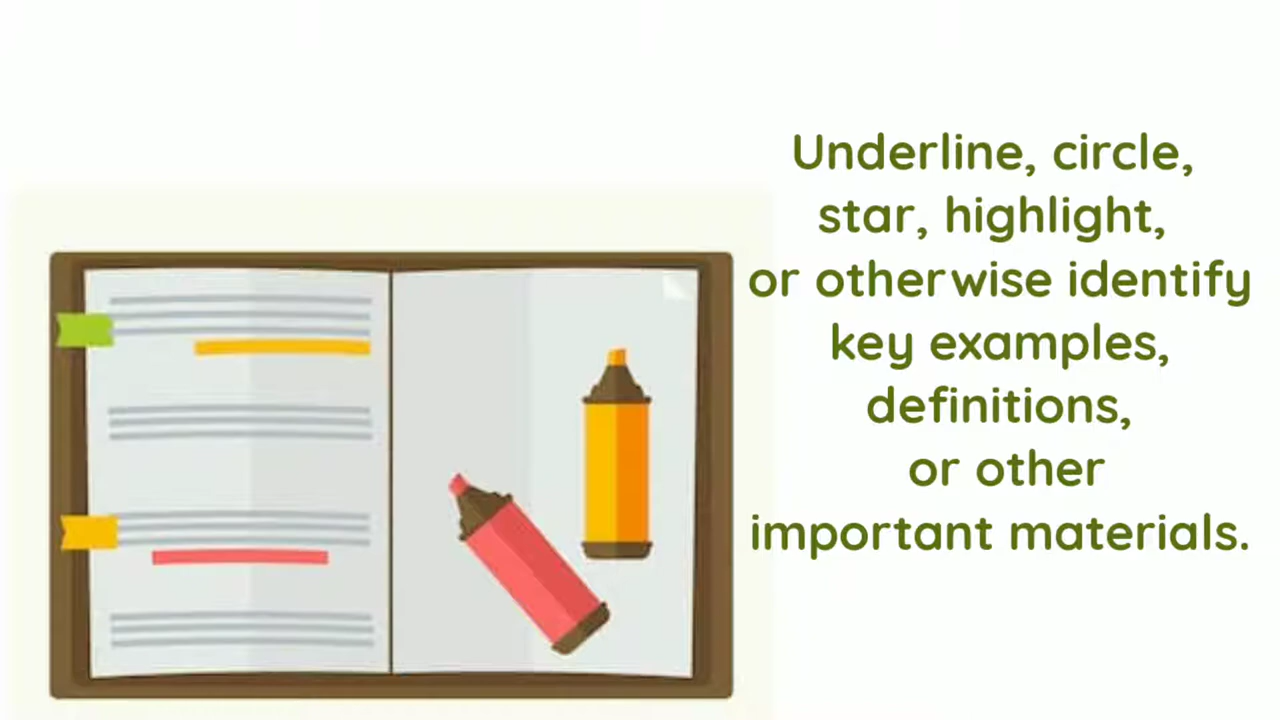 Underline, circle,
star, highlight,
or otherwise identify
key examples,
definitions,
or other
important materials.